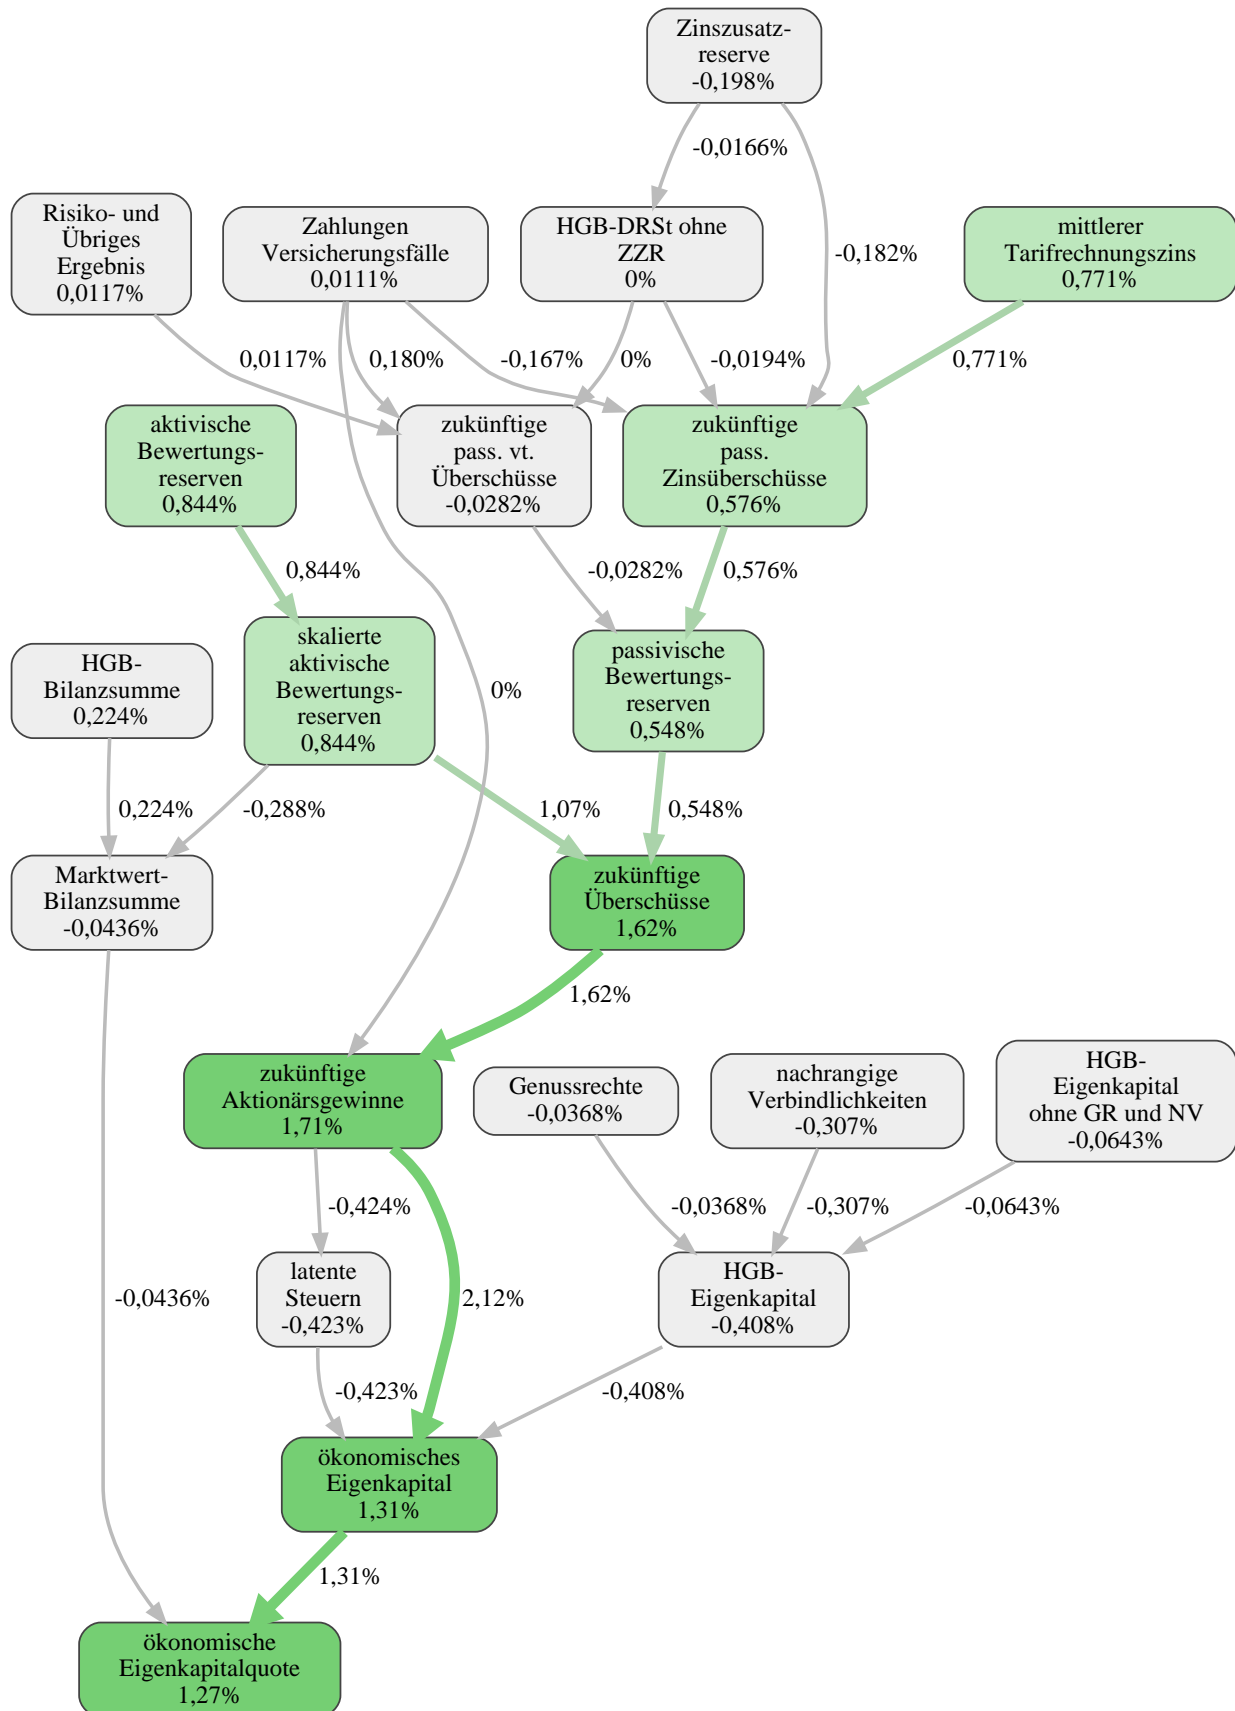 Zinszusatz-
reserve
-0,198%
-0,0166%
Risiko- und
Übriges
Ergebnis
0,0117%
Zahlungen
Versicherungsfälle
0,0111%
HGB-DRSt ohne
ZZR
0%
-0,182%
mittlerer
Tarifrechnungszins
0,771%
0,0117%
0,180%
-0,167%
0%
-0,0194%
0,771%
aktivische
Bewertungs-
reserven
0,844%
zukünftige
pass. vt.
Überschüsse
-0,0282%
zukünftige
pass.
Zinsüberschüsse
0,576%
0,844%
-0,0282%
0,576%
HGB-
Bilanzsumme
0,224%
skalierte
aktivische
Bewertungs-
reserven
0,844%
0%
passivische
Bewertungs-
reserven
0,548%
0,224%
-0,288%
1,07%
0,548%
Marktwert-
Bilanzsumme
-0,0436%
zukünftige
Überschüsse
1,62%
1,62%
zukünftige
Aktionärsgewinne
1,71%
Genussrechte
-0,0368%
nachrangige
Verbindlichkeiten
-0,307%
HGB-
Eigenkapital
ohne GR und NV
-0,0643%
-0,424%
-0,0368%
-0,307%
-0,0643%
-0,0436%
latente
Steuern
-0,423%
2,12%
HGB-
Eigenkapital
-0,408%
-0,423%
-0,408%
ökonomisches
Eigenkapital
1,31%
1,31%
ökonomische
Eigenkapitalquote
1,27%